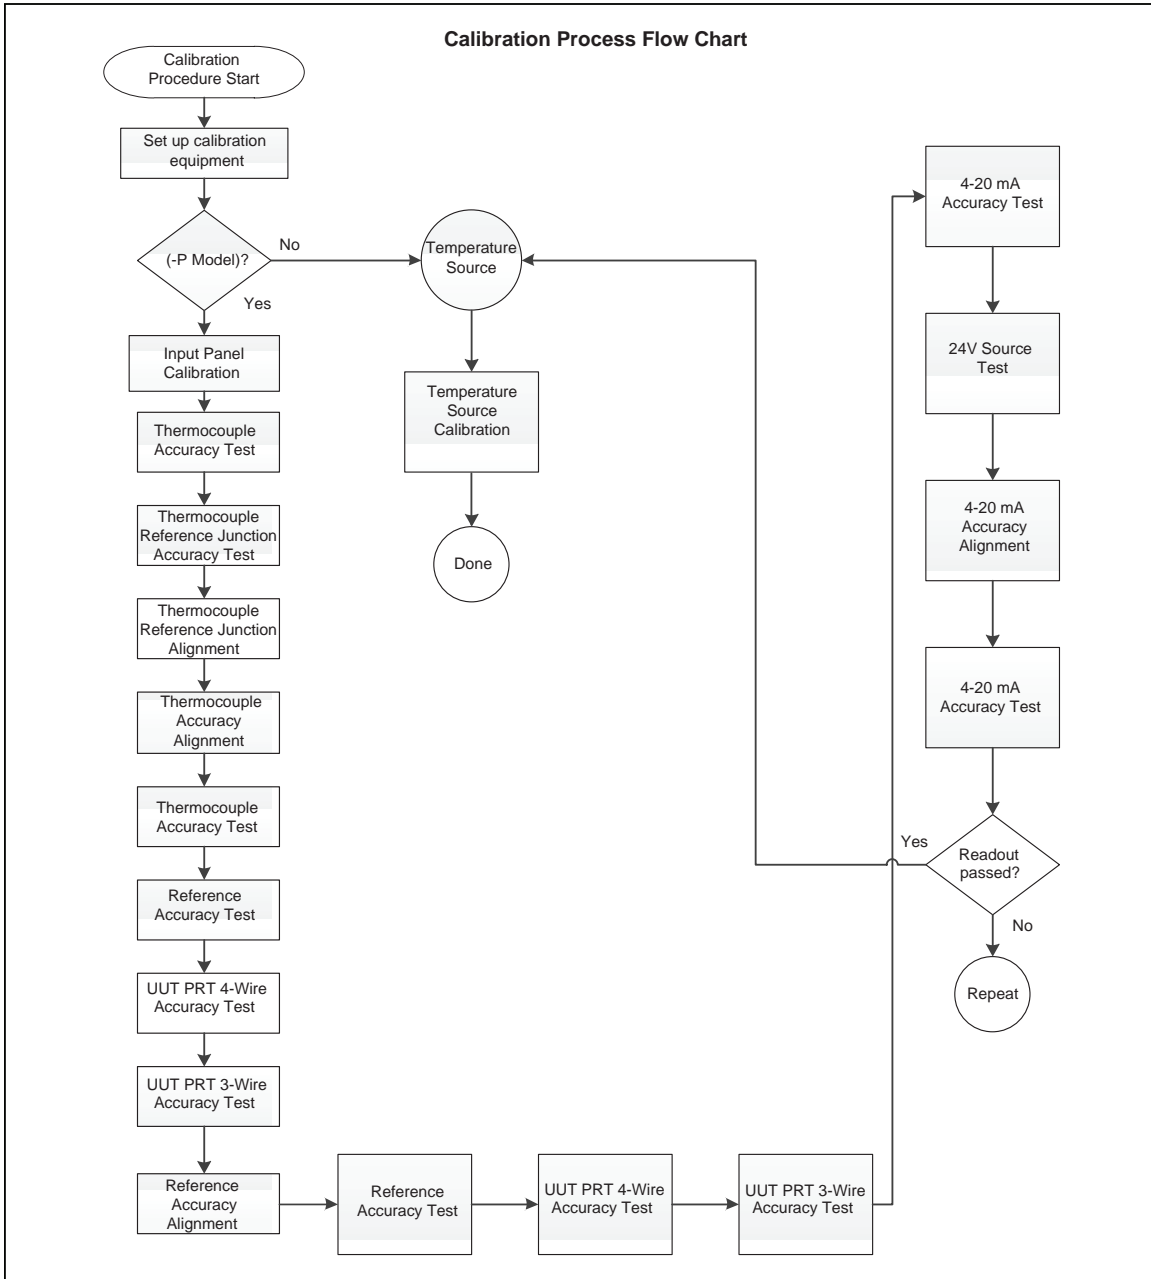 Calibration Process Flow Chart
Calibration
Procedure Start
Set up calibration
equipment
(-P Model)?
No
Yes
Temperature
Source
Temperature
Source
Calibration
Done
Input Panel
Calibration
Thermocouple
Accuracy Test
Thermocouple
Reference Junction
Accuracy Test
Thermocouple
Reference Junction
Alignment
Thermocouple
Accuracy
Alignment
Thermocouple
Accuracy Test
Reference
Accuracy Test
UUT PRT 4-Wire
Accuracy Test
UUT PRT 3-Wire
Accuracy Test
Reference
Accuracy
Alignment
Reference
Accuracy Test
UUT PRT 4-Wire
Accuracy Test
UUT PRT 3-Wire
Accuracy Test
4-20 mA
Accuracy Test
24V Source
Test
4-20 mA
Accuracy
Alignment
4-20 mA
Accuracy Test
Readout
passed?
Yes
No
Repeat